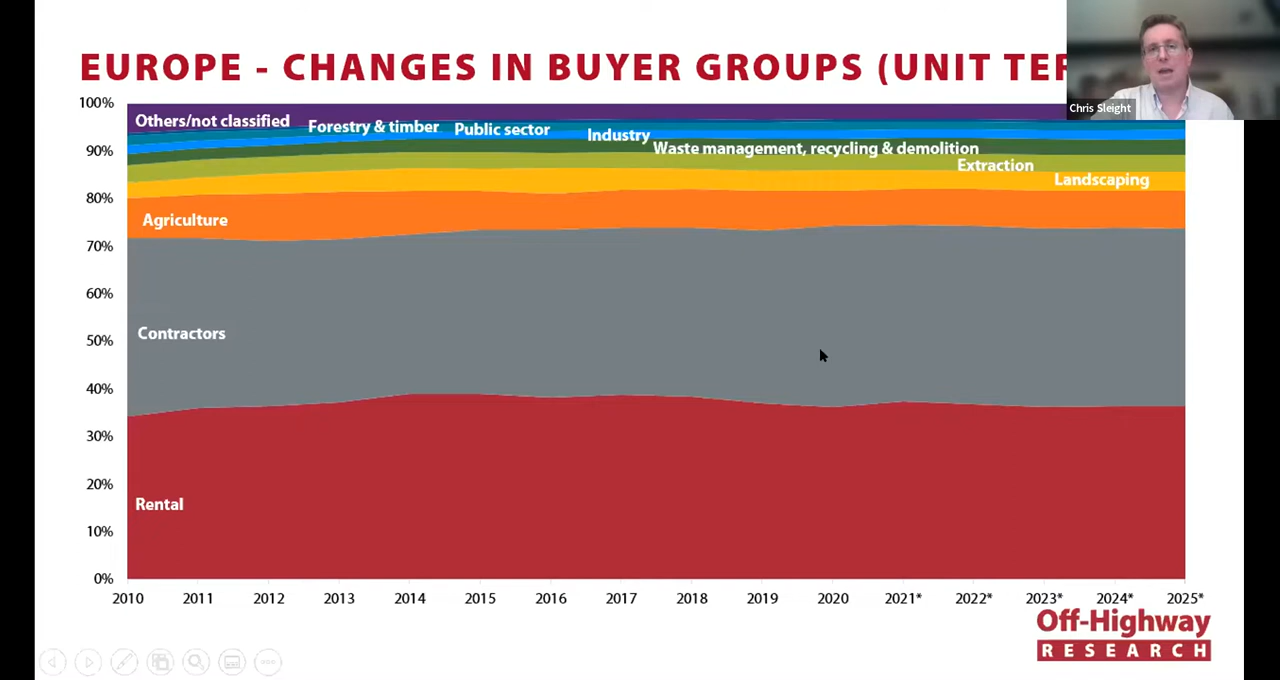 EUROPE - CHANGES IN BUYER GROUPS (UNIT
Chris Sleight
100%
90%
80%
70%
60%
50%
40%
30%
20%
10%
0%
Others/not classified
Forestry & timber
Public sector
Industry
Waste management, recycling & demolition
Extraction
Landscaping
Agriculture
Contractors
Rental
2010 2011 2012 2013 2014 2015 2016 2017 2018 2019 2020 2021* 2022* 2023* 2024* 2025*
Off-Highway
RESEARCH